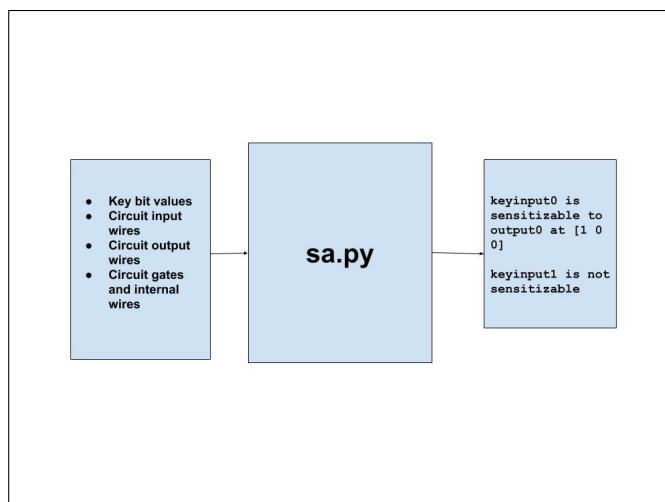 ● Key bit values
● Circuit input
wires
● Circuit output
wires
● Circuit gates
and internal
wires
sa.py
keyinput0 is
sensitizable to
output0 at [1 0
0]
keyinput1 is not
sensitizable